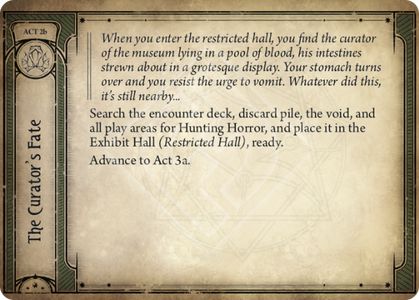 ACT 2b
The Curator's Fate
When you enter the restricted hall, you find the curator
of the museum lying in a pool of blood, his intestines
strewn about in a grotesque display. Your stomach turns
over and you resist the urge to vomit. Whatever did this,
it's still nearby...
Search the encounter deck, discard pile, the void, and
all play areas for Hunting Horror, and place it in the
Exhibit Hall (Restricted Hall), ready.
Advance to Act 3a.